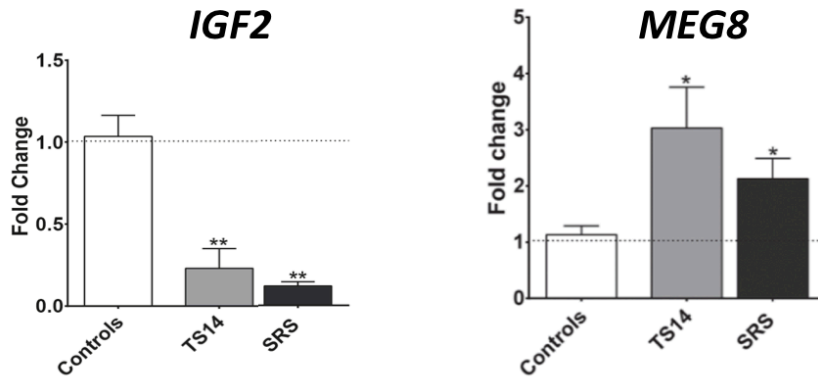 IGF2
Fold Change
1.5
1.0
0.5
0.0
**
**
Controls
TS14
SRS
MEG8
Fold change
5
4
3
2
1
0
*
*
Controls
TS14
SRS